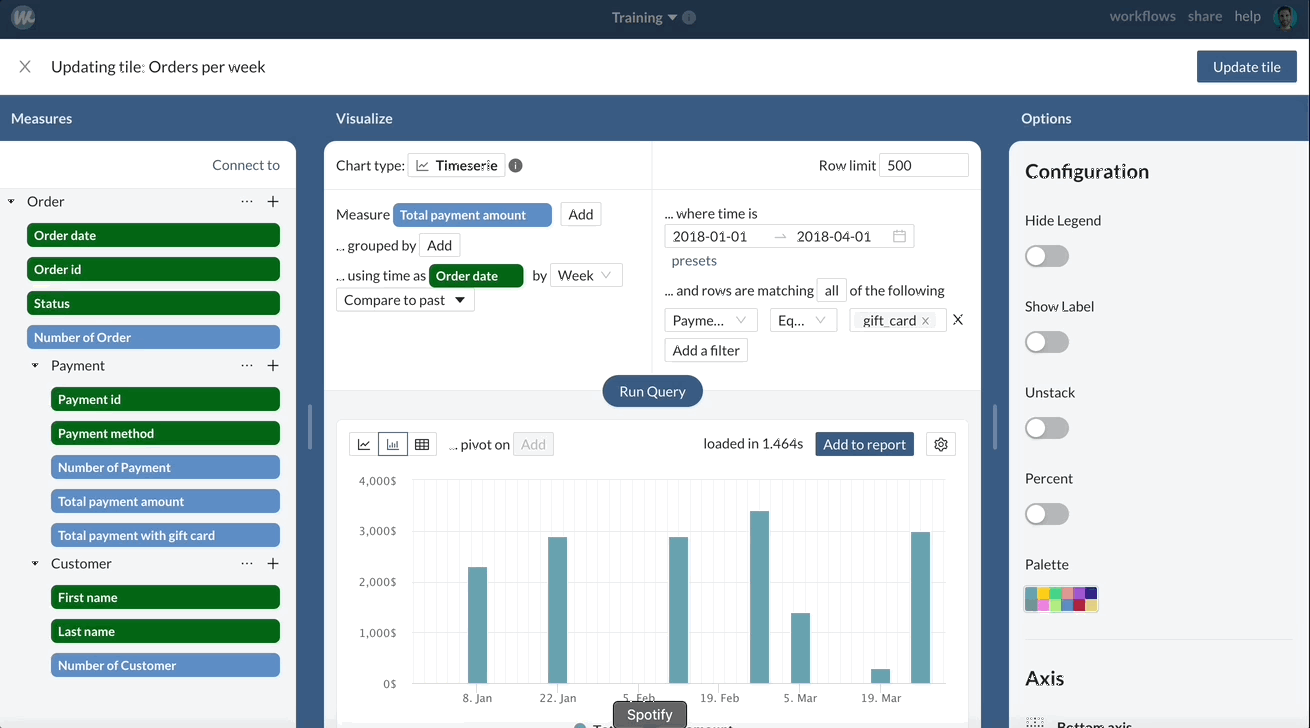 Training
workflows share help
Updating tile: Orders per week
Update tile
Measures
Visualize
Options
Connect to
Order
Order date
Order id
Status
Number of Order
Payment
Payment id
Payment method
Number of Payment
Total payment amount
Total payment with gift card
Customer
First name
Last name
Number of Customer
Chart type: Timeserie
Row limit 500
Measure Total payment amount Add
... grouped by Add
... using time as Order date by Week
Compare to past
... where time is
2018-01-01 → 2018-04-01
presets
... and rows are matching all of the following
Payme... Eq... gift_card
Add a filter
Run Query
... pivot on Add
loaded in 1.464s
Add to report
4,000$
3,000$
2,000$
1,000$
0$
8. Jan 22. Jan 5. Feb 19. Feb 5. Mar 19. Mar
Spotify
Configuration
Hide Legend
Show Label
Unstack
Percent
Palette
Axis
Bottom axis